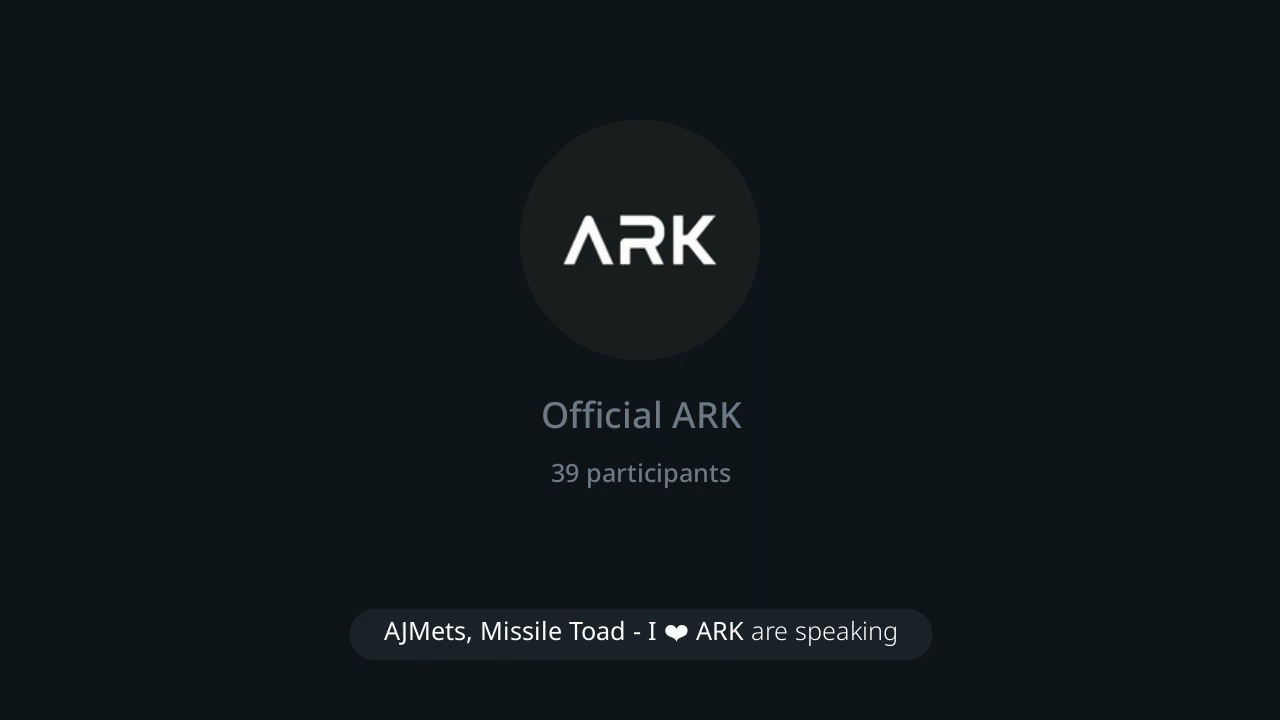 ARK
Official ARK
39 participants
AJMets, Missile Toad - I ❤ ARK are speaking